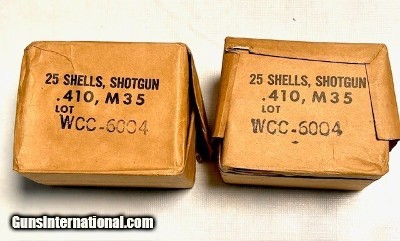 25 SHELLS, SHOTGUN
.410, M35
LOT
WCC-6004
25 SHELLS, SHOTGUN
.410, M35
LOT
WCC-6004
GunsInternational.com